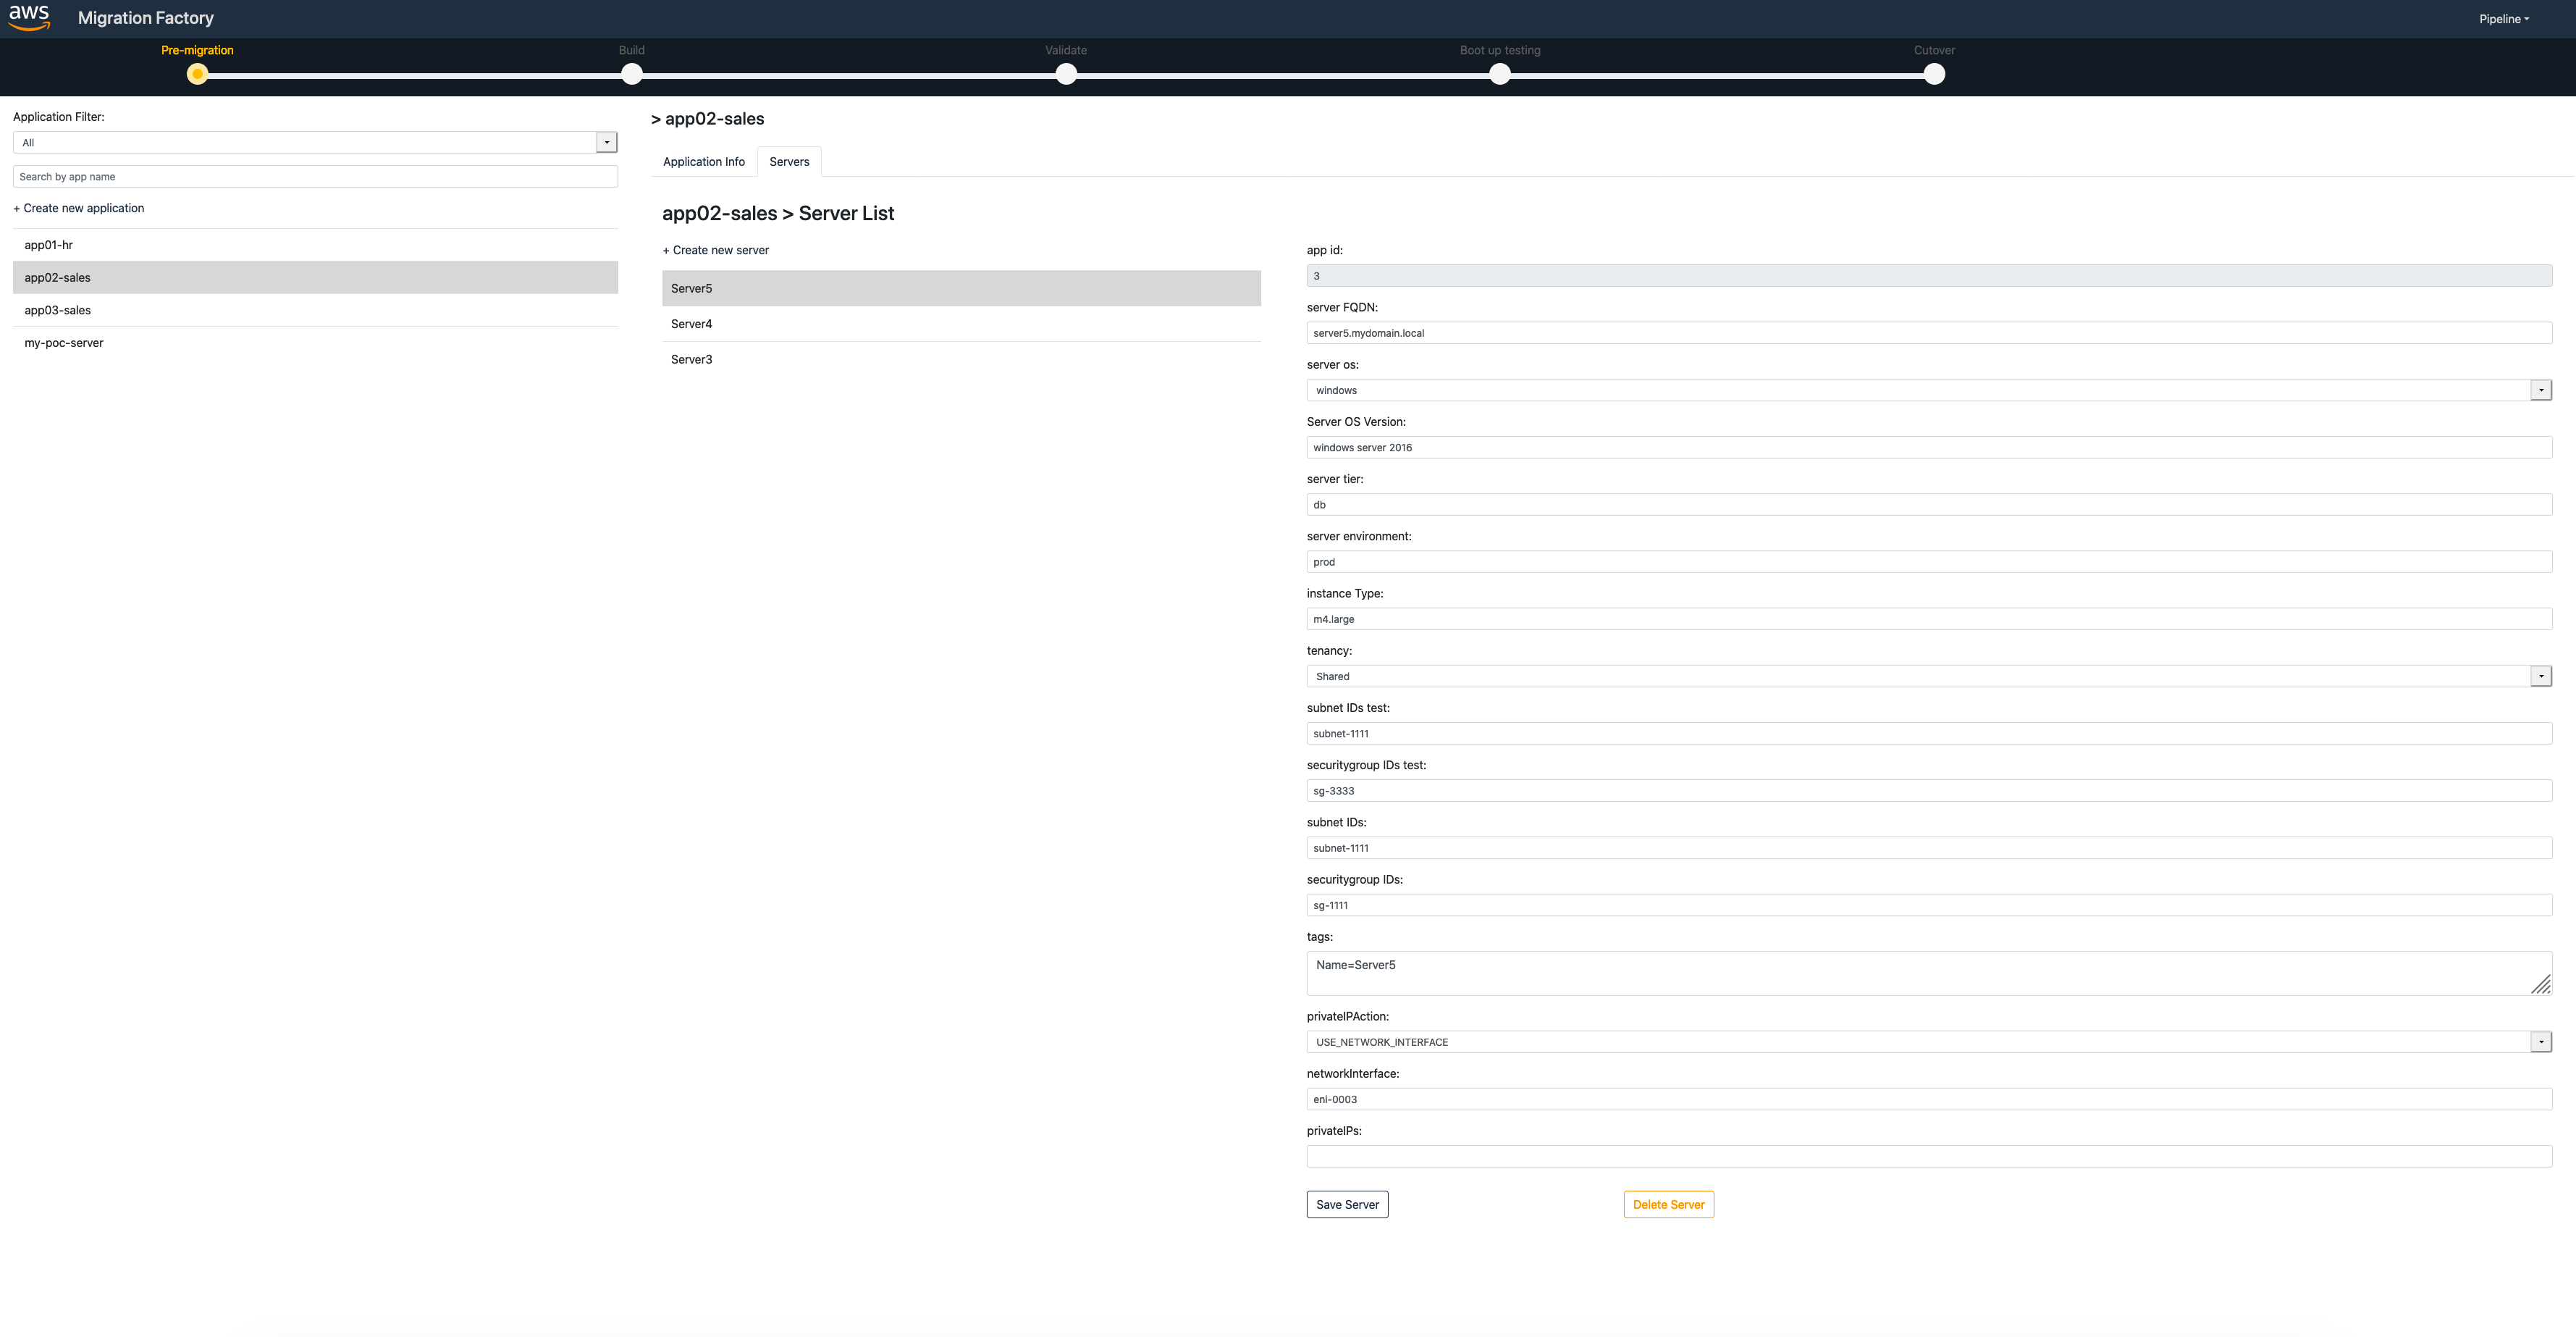 aws Migration Factory Pipeline
Pre-migration Build Validate Boot up testing Cutover
Application Filter:
All
Search by app name
+ Create new application
app01-hr
app02-sales
app03-sales
my-poc-server
> app02-sales
Application Info Servers
app02-sales > Server List
+ Create new server
Server5
Server4
Server3
app id:
3
server FQDN:
server5.mydomain.local
server os:
windows
Server OS Version:
windows server 2016
server tier:
db
server environment:
prod
instance Type:
m4.large
tenancy:
Shared
subnet IDs test:
subnet-1111
securitygroup IDs test:
sg-3333
subnet IDs:
subnet-1111
securitygroup IDs:
sg-1111
tags:
Name=Server5
privateIPAction:
USE_NETWORK_INTERFACE
networkInterface:
eni-0003
privateIPs:
Save Server Delete Server